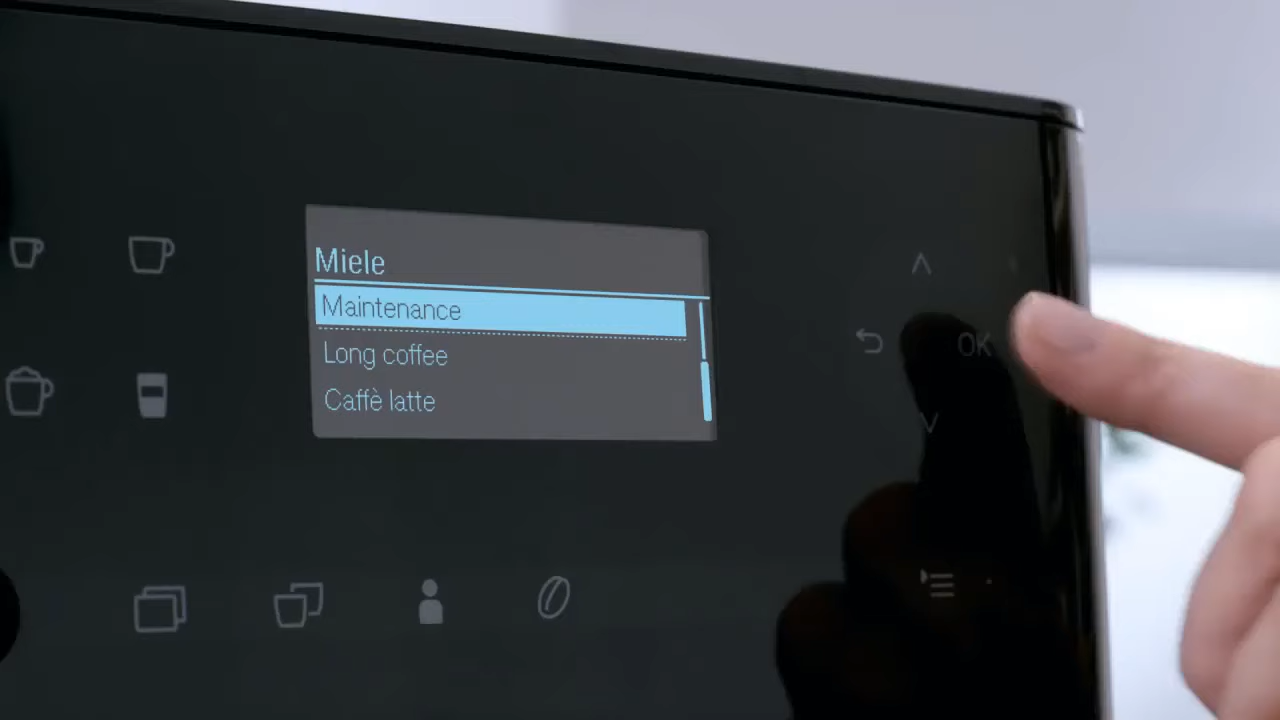 Miele
Maintenance
Long coffee
Caffè latte
OK